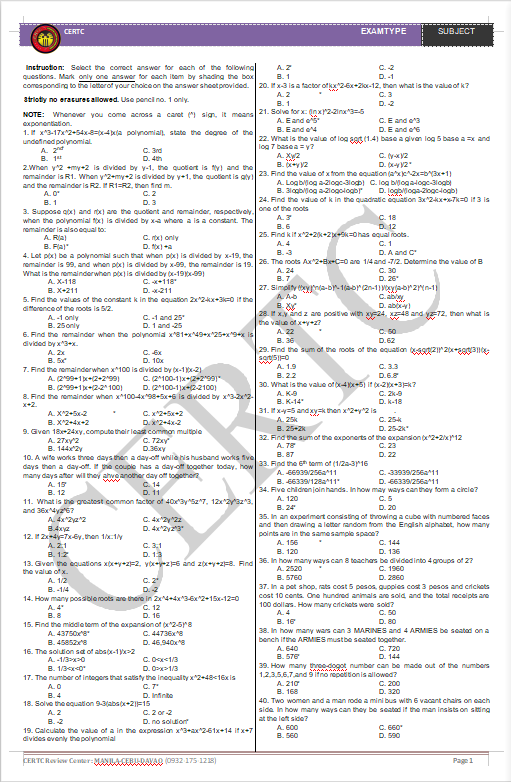 CERTC
EXAMTYPE
SUBJECT
Instruction: Select the correct answer for each of the following
questions. Mark only one answer for each item by shading the box
corresponding to the letter of your choice on the answer sheet provided.
Strictly no erasures allowed. Use pencil no. 1 only.
NOTE: Whenever you come across a caret (^) sign, it means
exponentiation.
1. If x^3-17x^2+54x-8=(x-4)(x(a polynomial), state the degree of the
undefined polynomial.
A. 2nd C. 3rd
B. 1st D. 4th
2.When y^2 +my+2 is divided by y-1, the quotient is f(y) and the
remainder is R1. When y^2+my+2 is divided by y+1, the quotient is g(y)
and the remainder is R2. If R1=R2, then find m.
A. 0* C. 2
B. 1 D. 3
3. Suppose q(x) and r(x) are the quotient and remainder, respectively,
when the polynomial f(x) is divided by x-a where a is a constant. The
remainder is also equal to:
A. R(a) C. r(x) only
B. F(a)* D. f(x) +a
4. Let p(x) be a polynomial such that when p(x) is divided by x-19, the
remainder is 99, and when p(x) is divided by x-99, the remainder is 19.
What is the remainder when p(x) is divided by (x-19)(x-99)
A. X-118 C. -x+118*
B. X+211 D. -x-211
5. Find the values of the constant k in the equation 2x^2-kx+3k=0 if the
difference of the roots is 5/2.
A. -1 only C. -1 and 25*
B. 25 only D. 1 and -25
6. Find the remainder when the polynomial x^81+x^49+x^25+x^9+x is
divided by x^3+x.
A. 2x C. -6x
B. 5x* D. 10x
7. Find the remainder when x^100 is divided by (x-1)(x-2)
A. (2^99+1)x+(2+2^99) C. (2^100-1)x+(2+2^99)*
B. (2^99+1)x+(2-2^100) D. (2^100-1)x+(2-2100)
8. Find the remainder when x^100-4x^98+5x+6 is divided by x^3-2x^2-
x+2.
A. X^2+5x-2 * C. x^2+5x+2
B. X^2+4x+2 D. x^2+4x-2
9. Given 18x+24xy, compute their least common multiple
A. 27xy^2 C. 72xy*
B. 144x^2y D.36xy
10. A wife works three days then a day-off while his husband works five
days then a day-off. If the couple has a day-off together today, how
many days after will they have another day off together?
A. 15* C. 14
B. 12 D. 11
11. What is the greatest common factor of 40x^3y^5z^7, 12x^2y^3z^3,
and 36x^4yz^6?
A. 4x^2yz^2 C. 4x^2y^2z
B.4xyz D. 4x^2yz^3*
12. If 2x+4y=7x-6y, then 1/x:1/y
A. 2:1 C. 3:1
B. 1:2* D. 1:3
13. Given the equations x(x+y+z)=2, y(x+y+z)=6 and z(x+y+z)=8. Find
the value of x.
A. 1/2 C. 2*
B. -1/4 D. -2
14. How many possible roots are there in 2x^4+4x^3-6x^2+15x-12=0
A. 4* C. 12
B. 8 D. 16
15. Find the middle term of the expansion of (x^2-5)^8
A. 43750x^8* C. 44736x^8
B. 45852x^8 D. 46,940x^8
16. The solution set of abs(x-1)/x>2
A. -1/3>x>0 C. 0<x<1/3
B. 1/3<x<0* D. 0>x>1/3
17. The number of integers that satisfy the inequality x^2+48<16x is
A. 0 C. 7*
B. 4 D. Infinite
18. Solve the equation 9-3(abs(x+2))=15
A. 2 C. 2 or -2
B. -2 D. no solution*
19. Calculate the value of a in the expression x^3+ax^2-61x+14 if x+7
divides evenly the polynomial
A. 2* C. -2
B. 1 D. -1
20. If x-3 is a factor of kx^2-6x+2kx-12, then what is the value of k?
A. 2 * C. 3
B. 1 D. -2
21. Solve for x: (ln x)^2-2lnx^3=-5
A. E and e^5* C. E and e^3
B. E and e^4 D. E and e^2
22. What is the value of log sqrt (1.4) base a given log 5 base a =x and
log 7 base a = y?
A. Xy/2 C. (y-x)/2
B. (x+y)/2 D. (x-y)/2 *
23. Find the value of x from the equation (a^x)c^-2x=b^(3x+1)
A. Logb/(log a-2logc-3logb) C. log b/(loga-logc-3logb)
B. 3logb/(log a-2logc-logb)* D. logb/(loga-2logc-logb)
24. Find the value of k in the quadratic equation 3x^2-kx+x-7k=0 if 3 is
one of the roots
A. 3* C. 18
B. 6 D. 12
25. Find k if x^2+2(k+2)x+9k=0 has equal roots.
A. 4 C. 1
B. -3 D. A and C*
26. The roots Ax^2+Bx+C=0 are 1/4 and -7/2. Determine the value of B
A. 24 C. 30
B. 7 D. 26*
28. If x,y and z are positive with xy=24, xz=48 and yz=72, then what is
the value of x+y+z?
A. 22 * C. 50
B. 36 D.62
29. Find the sum of the roots of the equation (x-sqrt(2))^2(x+sqrt(3))(x-
sqrt(5))=0
A. 1.9 C. 3.3
B. 2.2 D. 6.8*
30. What is the value of (x-4)(x+5) if (x-2)(x+3)=k?
A. K-9 C. 2k-9
B. K-14* D. k-18
31. If x-y=5 and xy=k then x^2+y^2 is
A. 25k C. 25-k
B. 25+2k D. 25-2k*
32. Find the sum of the exponents of the expansion (x^2+2/x)^12
A. 78* C. 23
B. 87 D. 22
33. Find the 6th term of (1/2a-3)^16
A. -66939/256a^11 C. -33939/256a^11
B. -66339/128a^11* D. -66339/256a^11
34. Five children join hands. In how may ways can they form a circle?
A. 120 C. 5
B. 24* D. 20
35. In an experiment consisting of throwing a cube with numbered faces
and then drawing a letter random from the English alphabet, how many
points are in the same sample space?
A. 156 * C. 144
B. 120 D. 136
36. In how many ways can 8 teachers be divided into 4 groups of 2?
A. 2520 * C. 1960
B. 5760 D. 2860
37. In a pet shop, rats cost 5 pesos, guppies cost 3 pesos and crickets
cost 10 cents. One hundred animals are sold, and the total receipts are
100 dollars. How many crickets were sold?
A. 4 C. 50
B. 16* D. 80
38. In how many wars can 3 MARINES and 4 ARMIES be seated on a
bench if the ARMIES must be seated together.
A. 640 C. 720
B. 576* D. 144
39. How many three-dogot number can be made out of the numbers
1,2,3,5,6,7,and 9 if no repetition is allowed?
A. 210* C. 200
B. 168 D. 320
40. Two women and a man rode a mini bus with 6 vacant chairs on each
side. In how many ways can they be seated if the man insists on sitting
at the left side?
A. 600 C. 660*
B. 560 D. 590
CERTC Review Center: MANILA-CEBU-DAVAO (0932-175-1218)
Page 1
CERTC